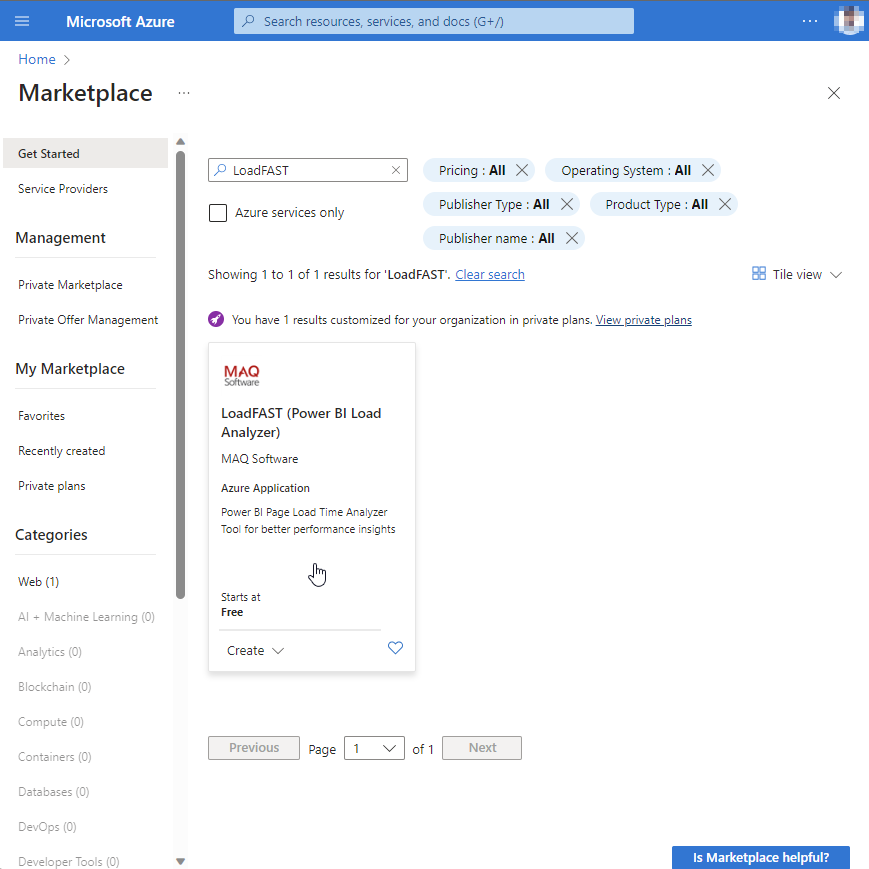 Microsoft Azure
Search resources, services, and docs (G+/)
Home
Marketplace
Get Started
Service Providers
Management
Private Marketplace
Private Offer Management
My Marketplace
Favorites
Recently created
Private plans
Categories
Web (1)
AI + Machine Learning (0)
Analytics (0)
Blockchain (0)
Compute (0)
Containers (0)
Databases (0)
DevOps (0)
Developer Tools (0)
LoadFAST
Pricing : All
Operating System : All
Azure services only
Publisher Type : All
Product Type : All
Publisher name : All
Showing 1 to 1 of 1 results for 'LoadFAST'. Clear search
Tile view
You have 1 results customized for your organization in private plans. View private plans
MAQ
Software
LoadFAST (Power BI Load
Analyzer)
MAQ Software
Azure Application
Power BI Page Load Time Analyzer
Tool for better performance insights
Starts at
Free
Create
Previous
Page 1 of 1
Next
Is Marketplace helpful?